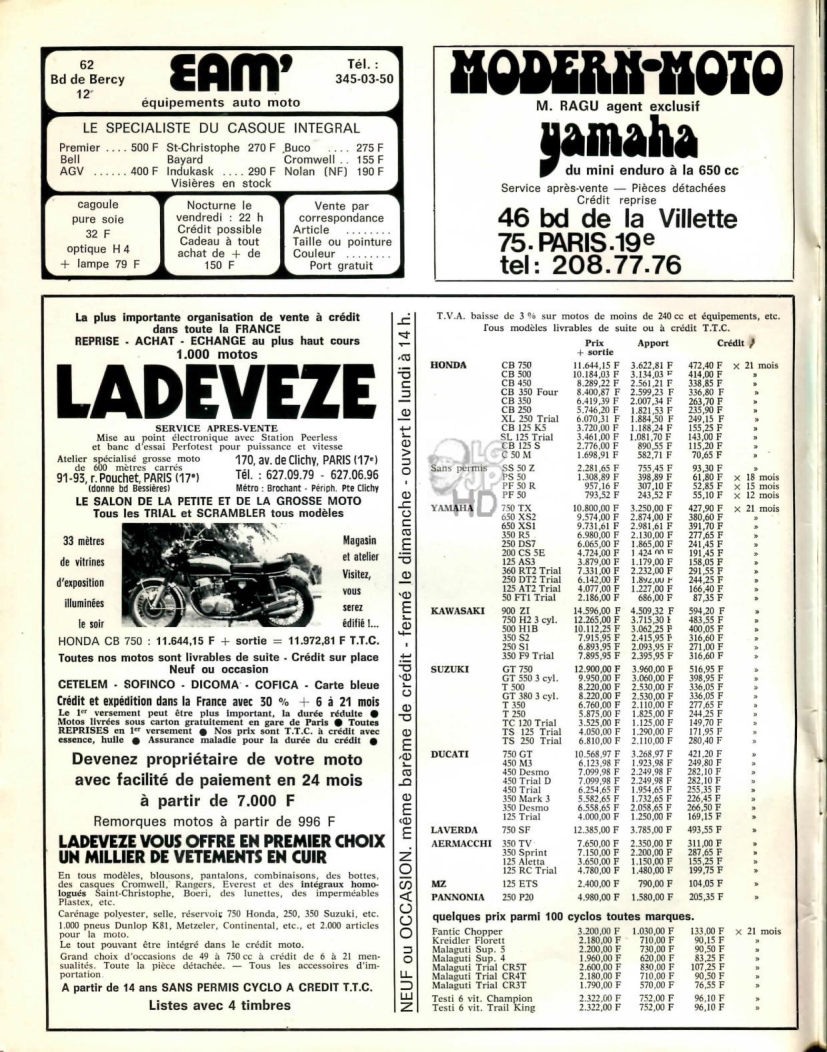 62
Bd de Bercy
12e
EAM'
Tél. :
345-03-50
équipements auto moto
LE SPECIALISTE DU CASQUE INTEGRAL
Premier .... 500 F St-Christophe 270 F Buco .... 275 F
Bell Bayard Cromwell .. 155 F
AGV ...... 400 F Indukask .... 290 F Nolan (NF) 190 F
Visières en stock
cagoule
pure soie
32 F
optique H 4
+ lampe 79 F
Nocturne le
vendredi : 22 h
Crédit possible
Cadeau à tout
achat de + de
150 F
Vente par
correspondance
Article ........
Taille ou pointure
Couleur ........
Port gratuit
MODERN-MOTO
M. RAGU agent exclusif
yamaha
du mini enduro à la 650 cc
Service après-vente — Pièces détachées
Crédit reprise
46 bd de la Villette
75.PARIS.19e
tel: 208.77.76
La plus importante organisation de vente à crédit
dans toute la FRANCE
REPRISE - ACHAT - ECHANGE au plus haut cours
1.000 motos
LADEVEZE
SERVICE APRES-VENTE
Mise au point électronique avec Station Peerless
et banc d'essai Perfotest pour puissance et vitesse
Atelier spécialisé grosse moto
de 600 mètres carrés
91-93, r. Pouchet, PARIS (17e)
(donne bd Bessières)
170, av. de Clichy, PARIS (17e)
Tél. : 627.09.79 - 627.06.96
Métro : Brochant - Périph. Pte Clichy
LE SALON DE LA PETITE ET DE LA GROSSE MOTO
Tous les TRIAL et SCRAMBLER tous modèles
33 mètres
de vitrines
d'exposition
illuminées
le soir
Magasin
et atelier
Visitez,
vous
serez
édifié !...
HONDA CB 750 : 11.644,15 F + sortie = 11.972,81 F T.T.C.
Toutes nos motos sont livrables de suite - Crédit sur place
Neuf ou occasion
CETELEM - SOFINCO - DICOMA - COFICA - Carte bleue
Crédit et expédition dans la France avec 30 % + 6 à 21 mois
Le 1er versement peut être plus important, la durée réduite ●
Motos livrées sous carton gratuitement en gare de Paris ● Toutes
REPRISES en 1er versement ● Nos prix sont T.T.C. à crédit avec
essence, huile ● Assurance maladie pour la durée du crédit ●
Devenez propriétaire de votre moto
avec facilité de paiement en 24 mois
à partir de 7.000 F
Remorques motos à partir de 996 F
LADEVEZE VOUS OFFRE EN PREMIER CHOIX
UN MILLIER DE VETEMENTS EN CUIR
En tous modèles, blousons, pantalons, combinaisons, des bottes,
des casques Cromwell, Rangers, Everest et des intégraux homo-
logués Saint-Christophe, Boeri, des lunettes, des imperméables
Plastex, etc.
Carénage polyester, selle, réservoir 750 Honda, 250, 350 Suzuki, etc.
1.000 pneus Dunlop K81, Metzeler, Continental, etc., et 2.000 articles
pour la moto.
Le tout pouvant être intégré dans le crédit moto.
Grand choix d'occasions de 49 à 750 cc à crédit de 6 à 21 men-
sualités. Toute la pièce détachée. — Tous les accessoires d'im-
portation
A partir de 14 ans SANS PERMIS CYCLO A CREDIT T.T.C.
Listes avec 4 timbres
NEUF ou OCCASION. même barème de crédit - fermé le dimanche - ouvert le lundi à 14 h.
T.V.A. baisse de 3 % sur motos de moins de 240 cc et équipements, etc.
Tous modèles livrables de suite ou à crédit T.T.C.
Prix + sortie Apport Crédit
HONDA CB 750 11.644,15 F 3.622,81 F 472,40 F × 21 mois
CB 500 10.184,03 F 3.134,03 F 414,00 F »
CB 450 8.289,22 F 2.561,21 F 338,85 F »
CB 350 Four 8.400,87 F 2.599,23 F 336,80 F »
CB 350 6.419,39 F 2.007,34 F 263,70 F »
CB 250 5.746,20 F 1.821,53 F 235,90 F »
XL 250 Trial 6.070,31 F 1.884,50 F 249,15 F »
CB 125 K5 3.720,00 F 1.188,24 F 155,25 F »
SL 125 Trial 3.461,00 F 1.081,70 F 143,00 F »
CB 125 S 2.776,00 F 890,55 F 115,20 F »
C 50 M 1.698,91 F 582,71 F 70,65 F »
Sans permis SS 50 Z 2.281,65 F 755,45 F 93,30 F »
PS 50 1.308,89 F 398,89 F 61,80 F × 18 mois
PF 50 R 957,16 F 307,10 F 52,85 F × 15 mois
PF 50 793,52 F 243,52 F 55,10 F × 12 mois
YAMAHA 750 TX 10.800,00 F 3.250,00 F 427,90 F × 21 mois
650 XS2 9.574,00 F 2.874,00 F 380,60 F »
650 XS1 9.731,61 F 2.981,61 F 391,70 F »
350 R5 6.980,00 F 2.130,00 F 277,65 F »
250 DS7 6.065,00 F 1.865,00 F 241,45 F »
200 CS 5E 4.724,00 F 1.424,00 F 191,45 F »
125 AS3 3.879,00 F 1.179,00 F 158,05 F »
360 RT2 Trial 7.331,00 F 2.232,00 F 291,55 F »
250 DT2 Trial 6.142,00 F 1.892,00 F 244,25 F »
125 AT2 Trial 4.077,00 F 1.227,00 F 166,40 F »
50 FT1 Trial 2.186,00 F 686,00 F 87,35 F »
KAWASAKI 900 ZI 14.596,00 F 4.509,32 F 594,20 F »
750 H2 3 cyl. 12.265,00 F 3.715,30 F 483,55 F »
500 H1B 10.112,25 F 3.062,25 F 400,05 F »
350 S2 7.915,95 F 2.415,95 F 316,60 F »
250 S1 6.893,95 F 2.093,95 F 271,00 F »
350 F9 Trial 7.895,95 F 2.395,95 F 316,60 F »
SUZUKI GT 750 12.900,00 F 3.960,00 F 516,95 F »
GT 550 3 cyl. 9.950,00 F 3.060,00 F 398,95 F »
T 500 8.220,00 F 2.530,00 F 336,05 F »
GT 380 3 cyl. 8.220,00 F 2.530,00 F 336,05 F »
T 350 6.760,00 F 2.110,00 F 277,65 F »
T 250 5.875,00 F 1.825,00 F 244,25 F »
TC 120 Trial 3.525,00 F 1.125,00 F 149,70 F »
TS 125 Trial 4.050,00 F 1.290,00 F 171,95 F »
TS 250 Trial 6.810,00 F 2.110,00 F 280,40 F »
DUCATI 750 GT 10.568,97 F 3.268,97 F 421,20 F »
450 M3 6.123,98 F 1.923,98 F 249,80 F »
450 Desmo 7.099,98 F 2.249,98 F 282,10 F »
450 Trial D 7.099,98 F 2.249,98 F 282,10 F »
450 Trial 6.254,65 F 1.954,65 F 255,35 F »
350 Mark 3 5.582,65 F 1.732,65 F 226,45 F »
350 Desmo 6.558,65 F 2.058,65 F 266,50 F »
125 Trial 4.000,00 F 1.250,00 F 169,15 F »
LAVERDA 750 SF 12.385,00 F 3.785,00 F 493,55 F »
AERMACCHI 350 TV 7.650,00 F 2.350,00 F 311,00 F »
350 Sprint 7.150,00 F 2.200,00 F 287,65 F »
125 Aletta 3.650,00 F 1.150,00 F 155,25 F »
125 RC Trial 4.780,00 F 1.480,00 F 199,75 F »
MZ 125 ETS 2.400,00 F 790,00 F 104,05 F »
PANNONIA 250 P20 4.980,00 F 1.580,00 F 205,35 F »
quelques prix parmi 100 cyclos toutes marques.
Fantic Chopper 3.200,00 F 1.030,00 F 133,00 F × 21 mois
Kreidler Florett 2.180,00 F 710,00 F 90,15 F »
Malaguti Sup. 5 2.200,00 F 730,00 F 90,50 F »
Malaguti Sup. 4 1.960,00 F 620,00 F 83,25 F »
Malaguti Trial CR5T 2.600,00 F 830,00 F 107,25 F »
Malaguti Trial CR4T 2.180,00 F 710,00 F 90,50 F »
Malaguti Trial CR3T 1.790,00 F 570,00 F 76,55 F »
Testi 6 vit. Champion 2.322,00 F 752,00 F 96,10 F »
Testi 6 vit. Trail King 2.322,00 F 752,00 F 96,10 F »